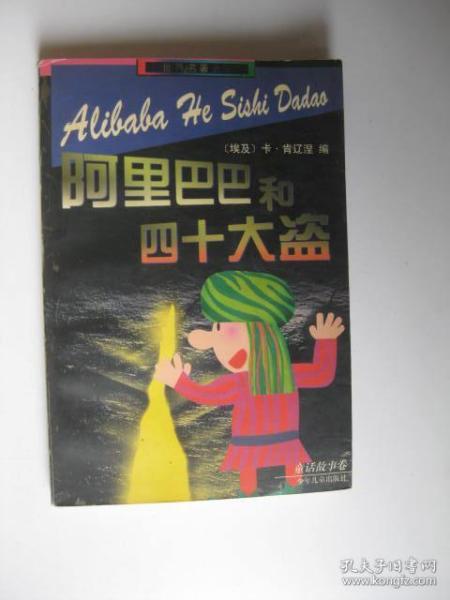 Alibaba He Sishi Dadao
〔埃及〕卡·肯辽涅 编
阿里巴巴和
四十大盗
童话故事卷
少年儿童出版社
孔夫子旧书网
www.kongfz.com